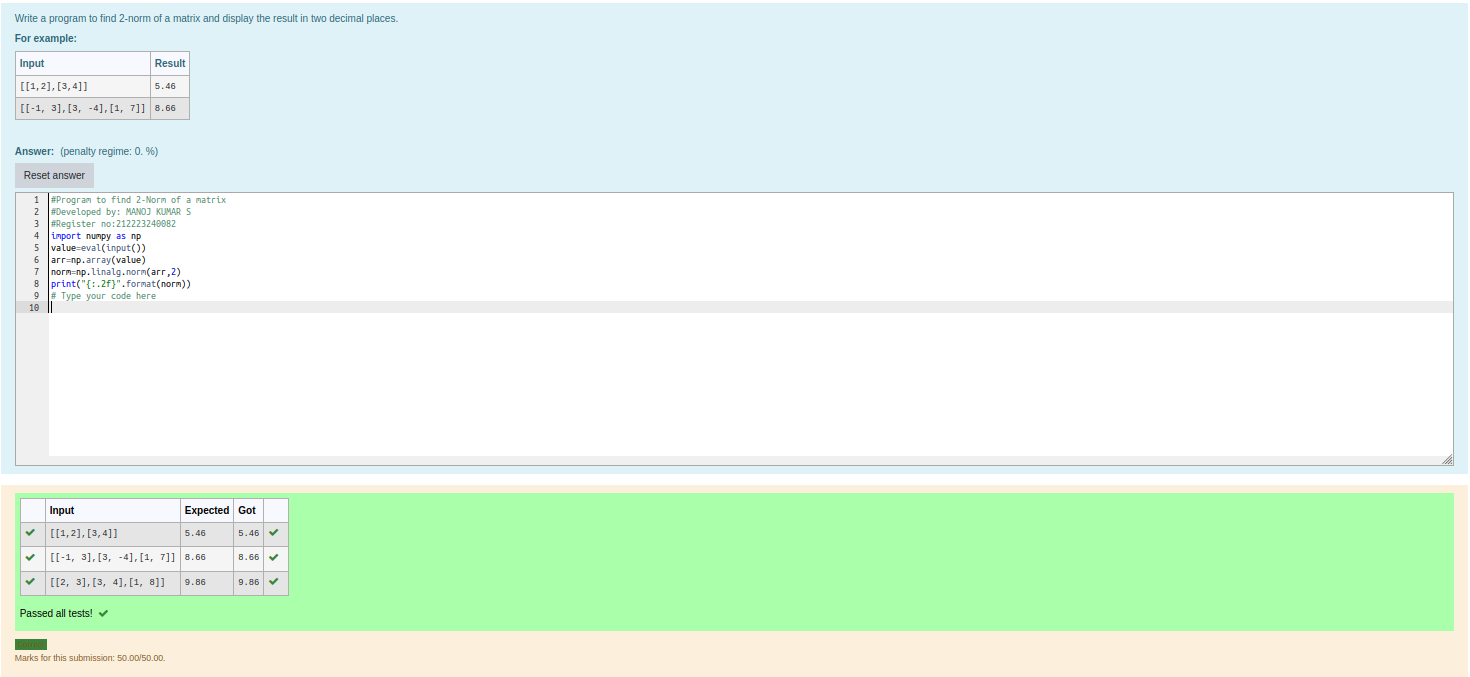 Write a program to find 2-norm of a matrix and display the result in two decimal places.
For example:
Input Result
[[1,2],[3,4]] 5.46
[[-1, 3],[3, -4],[1, 7]] 8.66
Answer: (penalty regime: 0. %)
Reset answer
1 #Program to find 2-Norm of a matrix
2 #Developed by: MANOJ KUMAR S
3 #Register no:212223240082
4 import numpy as np
5 value=eval(input())
6 arr=np.array(value)
7 norm=np.linalg.norm(arr,2)
8 print("{:.2f}".format(norm))
9 # Type your code here
10
Input Expected Got
[[1,2],[3,4]] 5.46 5.46
[[-1, 3],[3, -4],[1, 7]] 8.66 8.66
[[2, 3],[3, 4],[1, 8]] 9.86 9.86
Passed all tests!
Marks for this submission: 50.00/50.00.